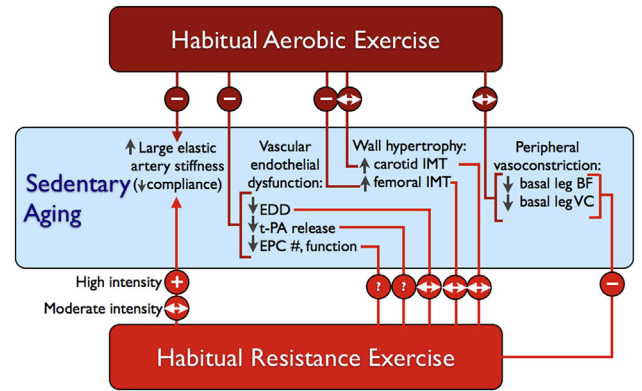 Habitual Aerobic Exercise
Sedentary
Aging
↑ Large elastic
artery stiffness
(↓compliance)
Vascular
endothelial
dysfunction:
↓ EDD
↓ t-PA release
↓ EPC #, function
Wall hypertrophy:
↑ carotid IMT
↑ femoral IMT
Peripheral
vasoconstriction:
↓ basal leg BF
↓ basal leg VC
High intensity +
Moderate intensity ↔
? ? ↔ ↔ ↔ −
Habitual Resistance Exercise